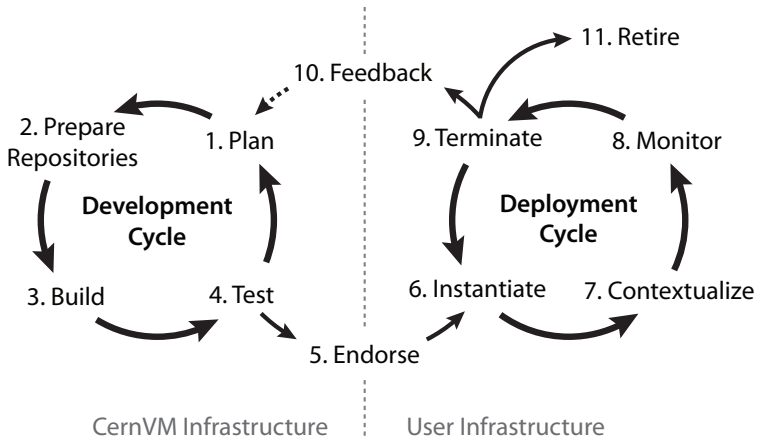 11. Retire
10. Feedback
2. Prepare
Repositories
1. Plan
9. Terminate
8. Monitor
Development
Cycle
Deployment
Cycle
3. Build
4. Test
6. Instantiate
7. Contextualize
5. Endorse
CernVM Infrastructure
User Infrastructure